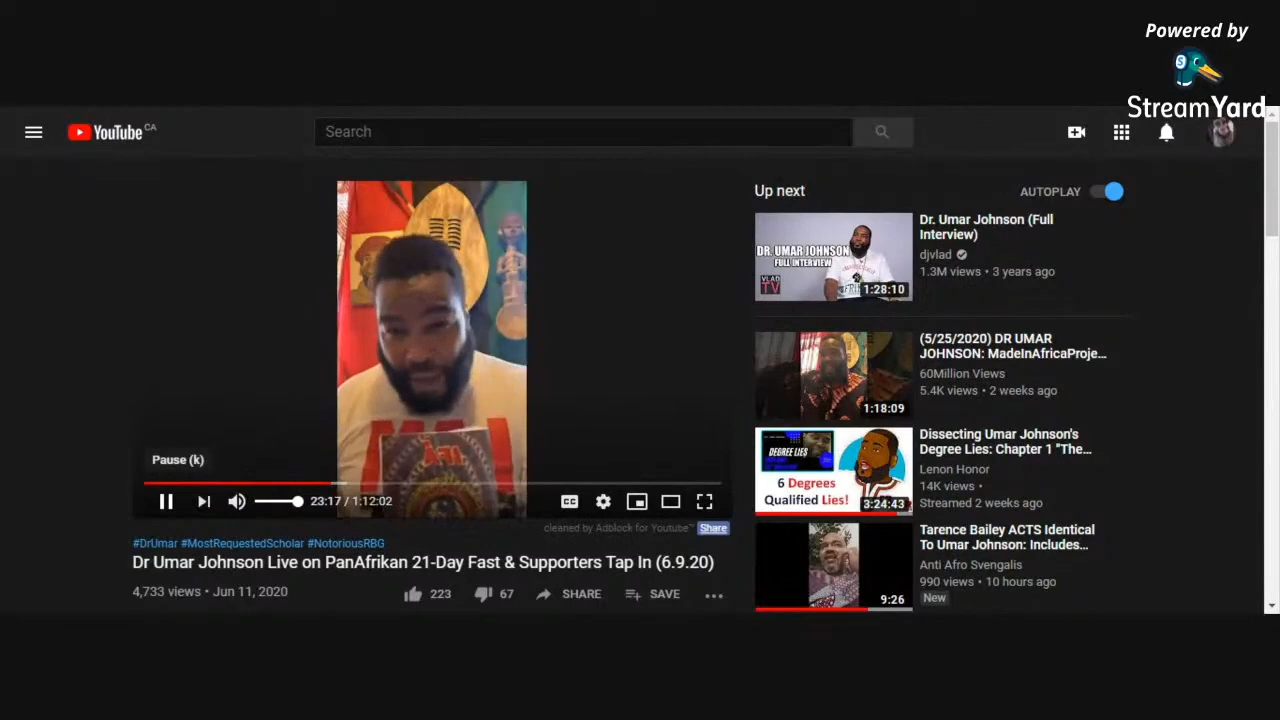 Powered by
S
StreamYard
YouTube CA
Search
Up next
AUTOPLAY
DR. UMAR JOHNSON
FULL INTERVIEW
VLAD
TV
1:28:10
Dr. Umar Johnson (Full
Interview)
djvlad
1.3M views • 3 years ago
1:18:09
(5/25/2020) DR UMAR
JOHNSON: MadeInAfricaProje...
60Million Views
5.4K views • 2 weeks ago
DEGREE LIES
6 Degrees
Qualified Lies!
3:24:43
Dissecting Umar Johnson's
Degree Lies: Chapter 1 "The...
Lenon Honor
14K views •
Streamed 2 weeks ago
9:26
Tarence Bailey ACTS Identical
To Umar Johnson: Includes...
Anti Afro Svengalis
990 views • 10 hours ago
New
Pause (k)
23:17 / 1:12:02
CC
cleaned by Adblock for Youtube™ Share
#DrUmar #MostRequestedScholar #NotoriousRBG
Dr Umar Johnson Live on PanAfrikan 21-Day Fast & Supporters Tap In (6.9.20)
4,733 views • Jun 11, 2020
223
67
SHARE
SAVE